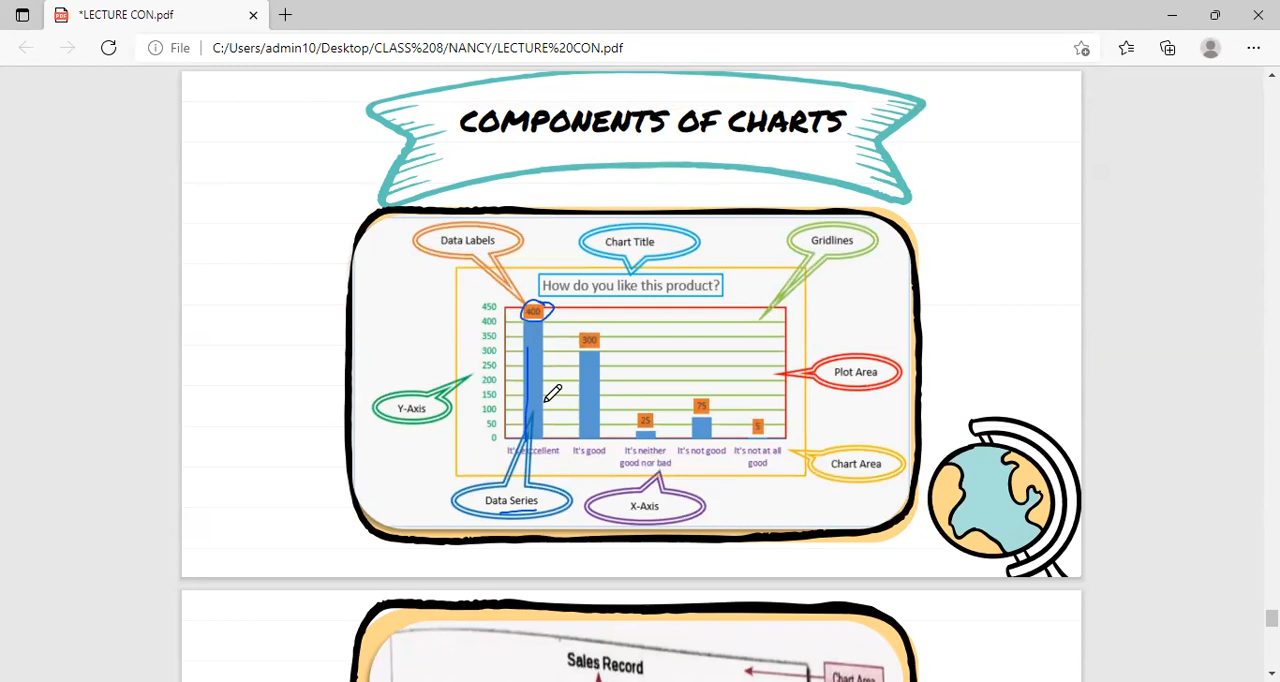 *LECTURE CON.pdf
File C:/Users/admin10/Desktop/CLASS%208/NANCY/LECTURE%20CON.pdf
COMPONENTS OF CHARTS
Data Labels
Chart Title
Gridlines
How do you like this product?
450
400
350
300
250
200
150
100
50
0
400
300
25
75
5
Y-Axis
Plot Area
It's excellent
It's good
It's neither
good nor bad
It's not good
It's not at all
good
Chart Area
Data Series
X-Axis
Sales Record
Chart Area